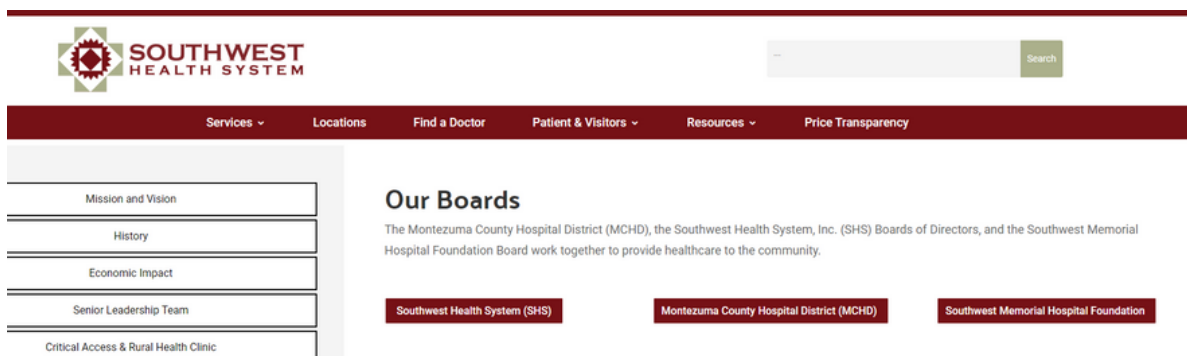 SOUTHWEST
HEALTH SYSTEM
Search
Services
Locations
Find a Doctor
Patient & Visitors
Resources
Price Transparency
Mission and Vision
History
Economic Impact
Senior Leadership Team
Critical Access & Rural Health Clinic
Our Boards
The Montezuma County Hospital District (MCHD), the Southwest Health System, Inc. (SHS) Boards of Directors, and the Southwest Memorial
Hospital Foundation Board work together to provide healthcare to the community.
Southwest Health System (SHS)
Montezuma County Hospital District (MCHD)
Southwest Memorial Hospital Foundation